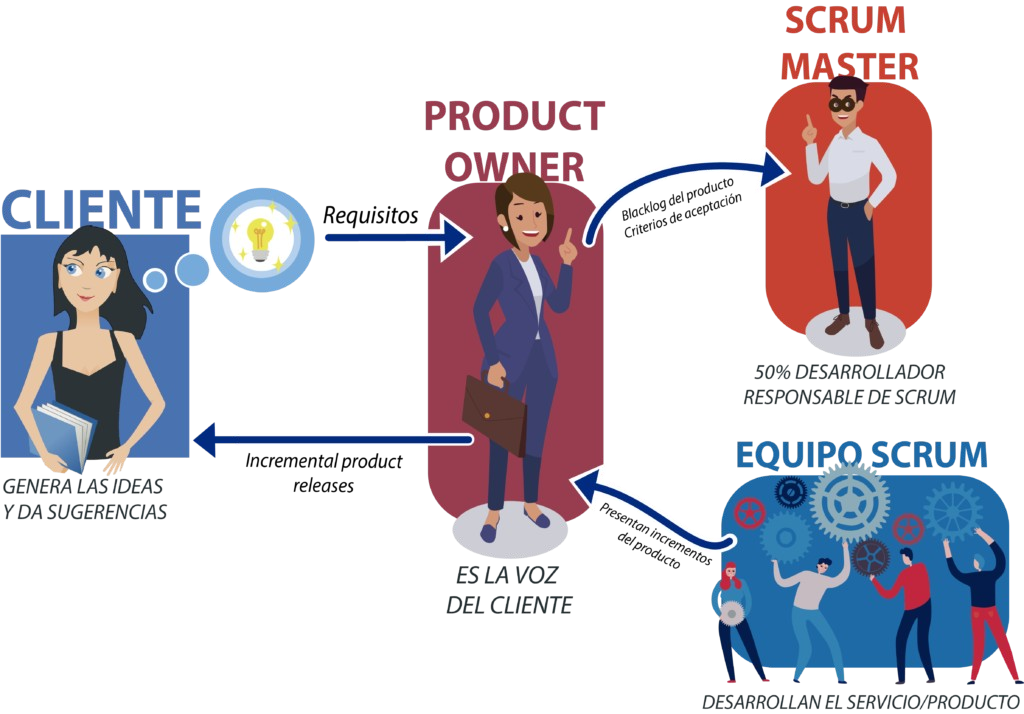 CLIENTE
GENERA LAS IDEAS
Y DA SUGERENCIAS
Requisitos
Incremental product
releases
PRODUCT
OWNER
ES LA VOZ
DEL CLIENTE
Blacklog del producto
Criterios de aceptación
SCRUM
MASTER
50% DESARROLLADOR
RESPONSABLE DE SCRUM
Presentan incrementos
del producto
EQUIPO SCRUM
DESARROLLAN EL SERVICIO/PRODUCTO